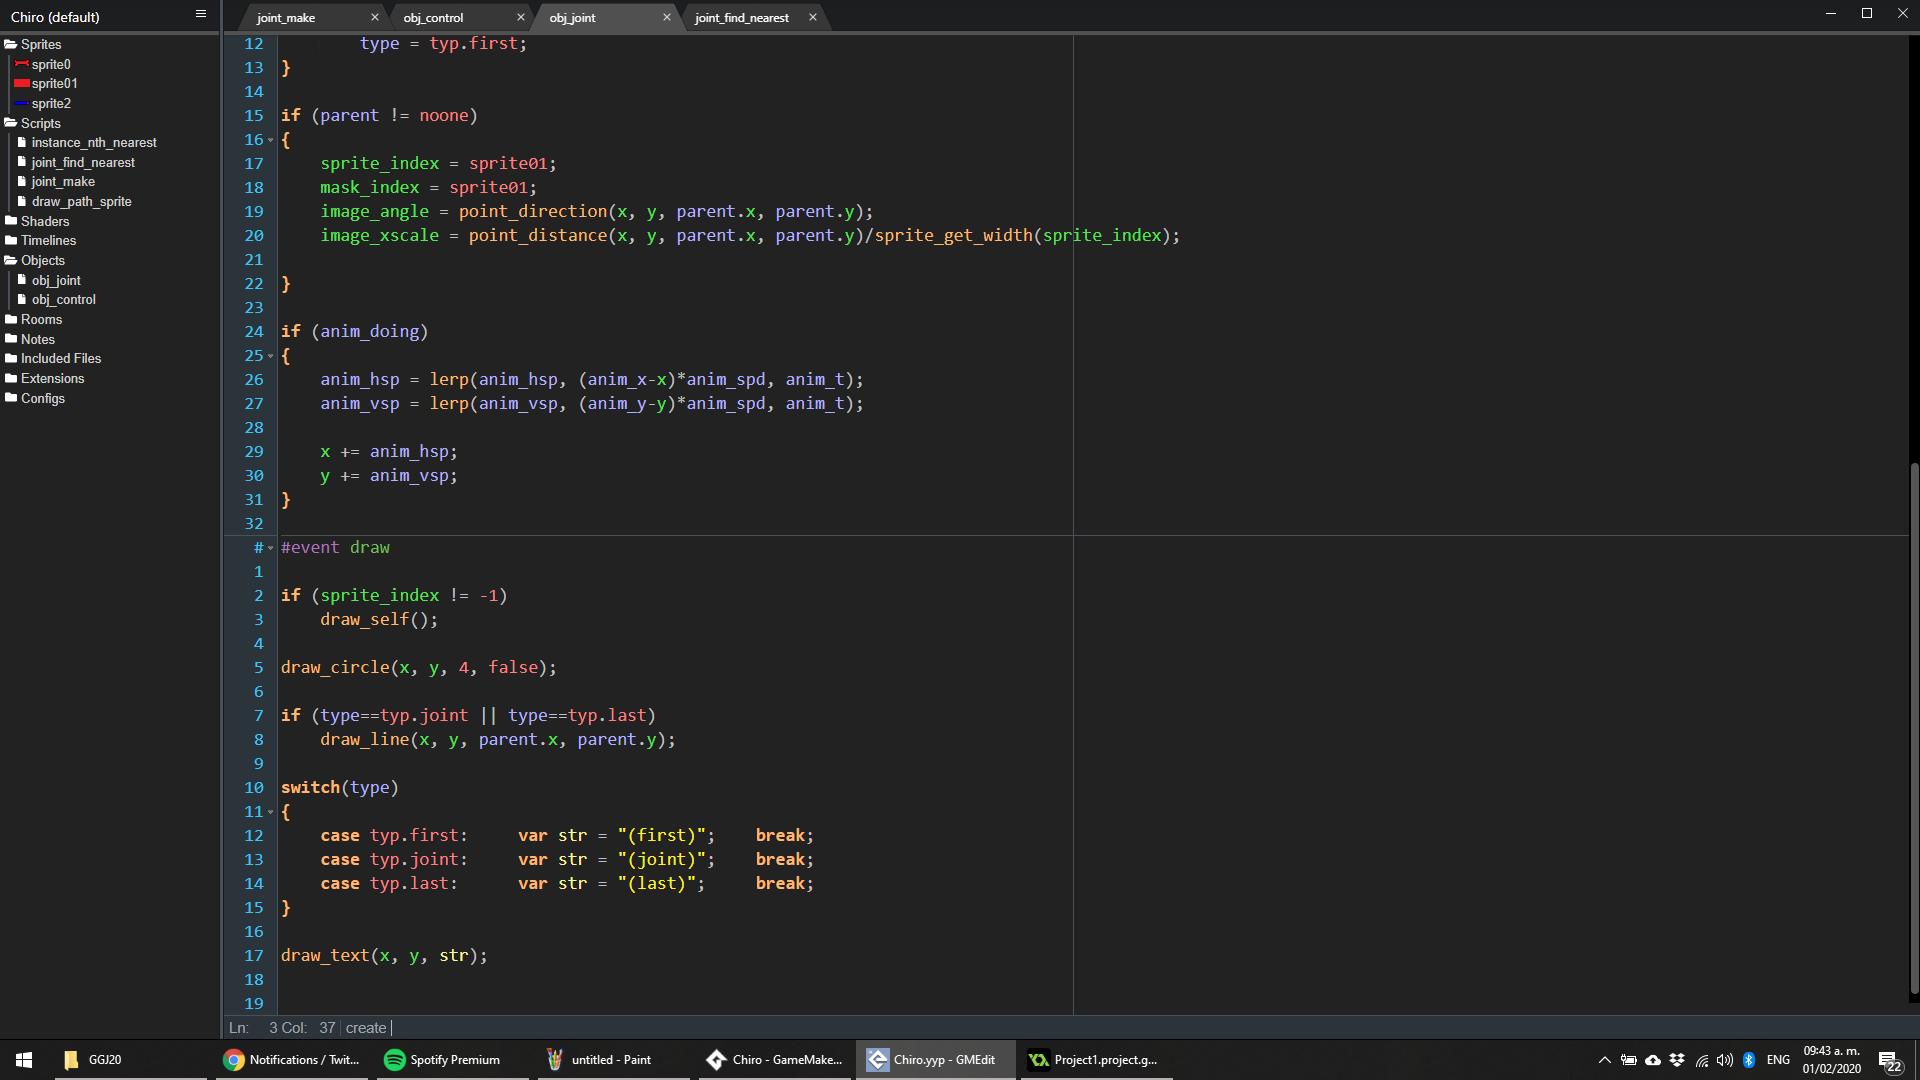 Chiro (default)
joint_make
obj_control
obj_joint
joint_find_nearest
Sprites
sprite0
sprite01
sprite2
Scripts
instance_nth_nearest
joint_find_nearest
joint_make
draw_path_sprite
Shaders
Timelines
Objects
obj_joint
obj_control
Rooms
Notes
Included Files
Extensions
Configs
12 type = typ.first;
13 }
14
15 if (parent != noone)
16 {
17 sprite_index = sprite01;
18 mask_index = sprite01;
19 image_angle = point_direction(x, y, parent.x, parent.y);
20 image_xscale = point_distance(x, y, parent.x, parent.y)/sprite_get_width(sprite_index);
21
22 }
23
24 if (anim_doing)
25 {
26 anim_hsp = lerp(anim_hsp, (anim_x-x)*anim_spd, anim_t);
27 anim_vsp = lerp(anim_vsp, (anim_y-y)*anim_spd, anim_t);
28
29 x += anim_hsp;
30 y += anim_vsp;
31 }
32
# #event draw
1
2 if (sprite_index != -1)
3 draw_self();
4
5 draw_circle(x, y, 4, false);
6
7 if (type==typ.joint || type==typ.last)
8 draw_line(x, y, parent.x, parent.y);
9
10 switch(type)
11 {
12 case typ.first: var str = "(first)"; break;
13 case typ.joint: var str = "(joint)"; break;
14 case typ.last: var str = "(last)"; break;
15 }
16
17 draw_text(x, y, str);
18
19
Ln: 3 Col: 37 create
GGJ20
Notifications / Twit...
Spotify Premium
untitled - Paint
Chiro - GameMake...
Chiro.yyp - GMEdit
Project1.project.g...
ENG
09:43 a. m.
01/02/2020
22